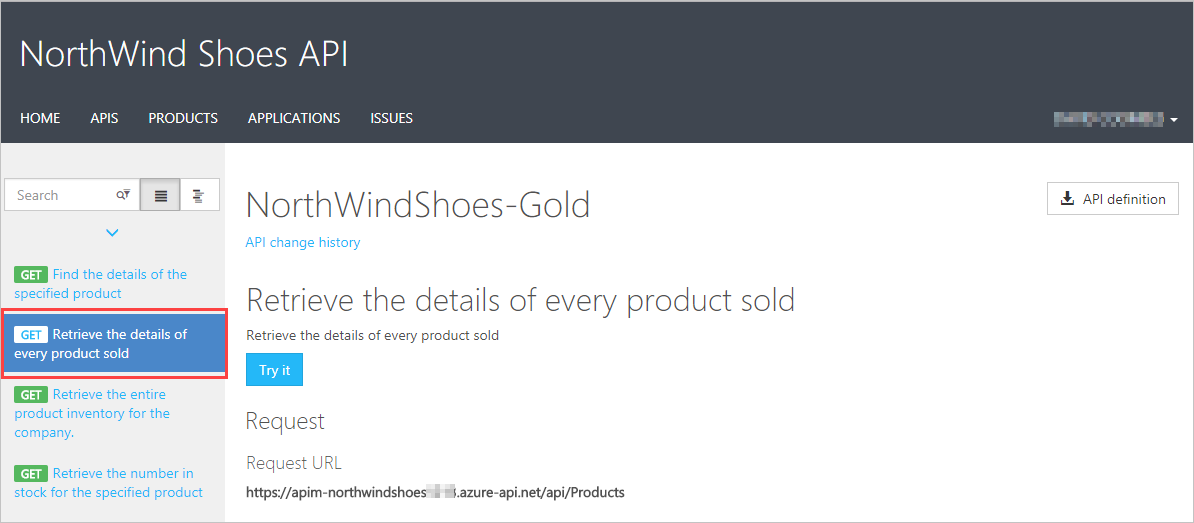 NorthWind Shoes API
HOME APIS PRODUCTS APPLICATIONS ISSUES
Search
GET Find the details of the
specified product
GET Retrieve the details of
every product sold
GET Retrieve the entire
product inventory for the
company.
GET Retrieve the number in
stock for the specified product
NorthWindShoes-Gold
API definition
API change history
Retrieve the details of every product sold
Retrieve the details of every product sold
Try it
Request
Request URL
https://apim-northwindshoes .azure-api.net/api/Products